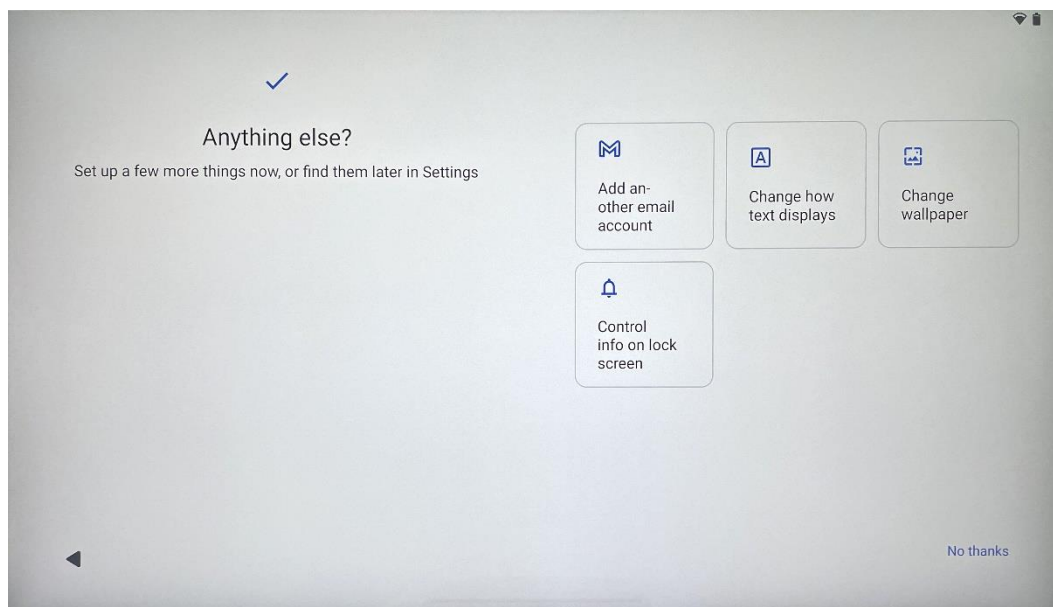 Anything else?
Set up a few more things now, or find them later in Settings
Add an-
other email
account
Change how
text displays
Change
wallpaper
Control
info on lock
screen
No thanks